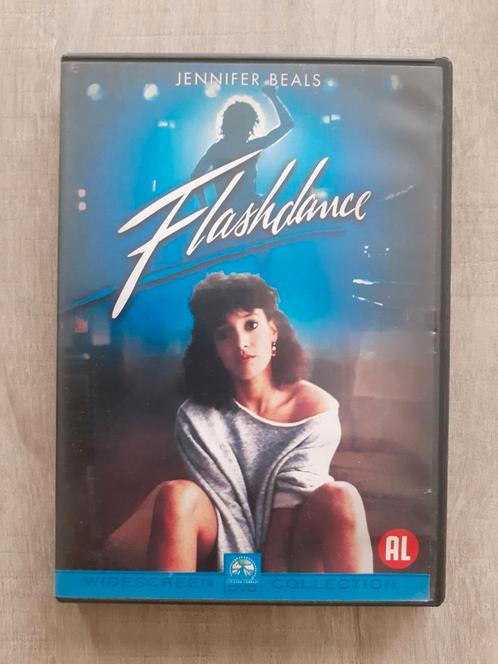 JENNIFER BEALS
Flashdance
AL
WIDESCREEN DVD COLLECTION